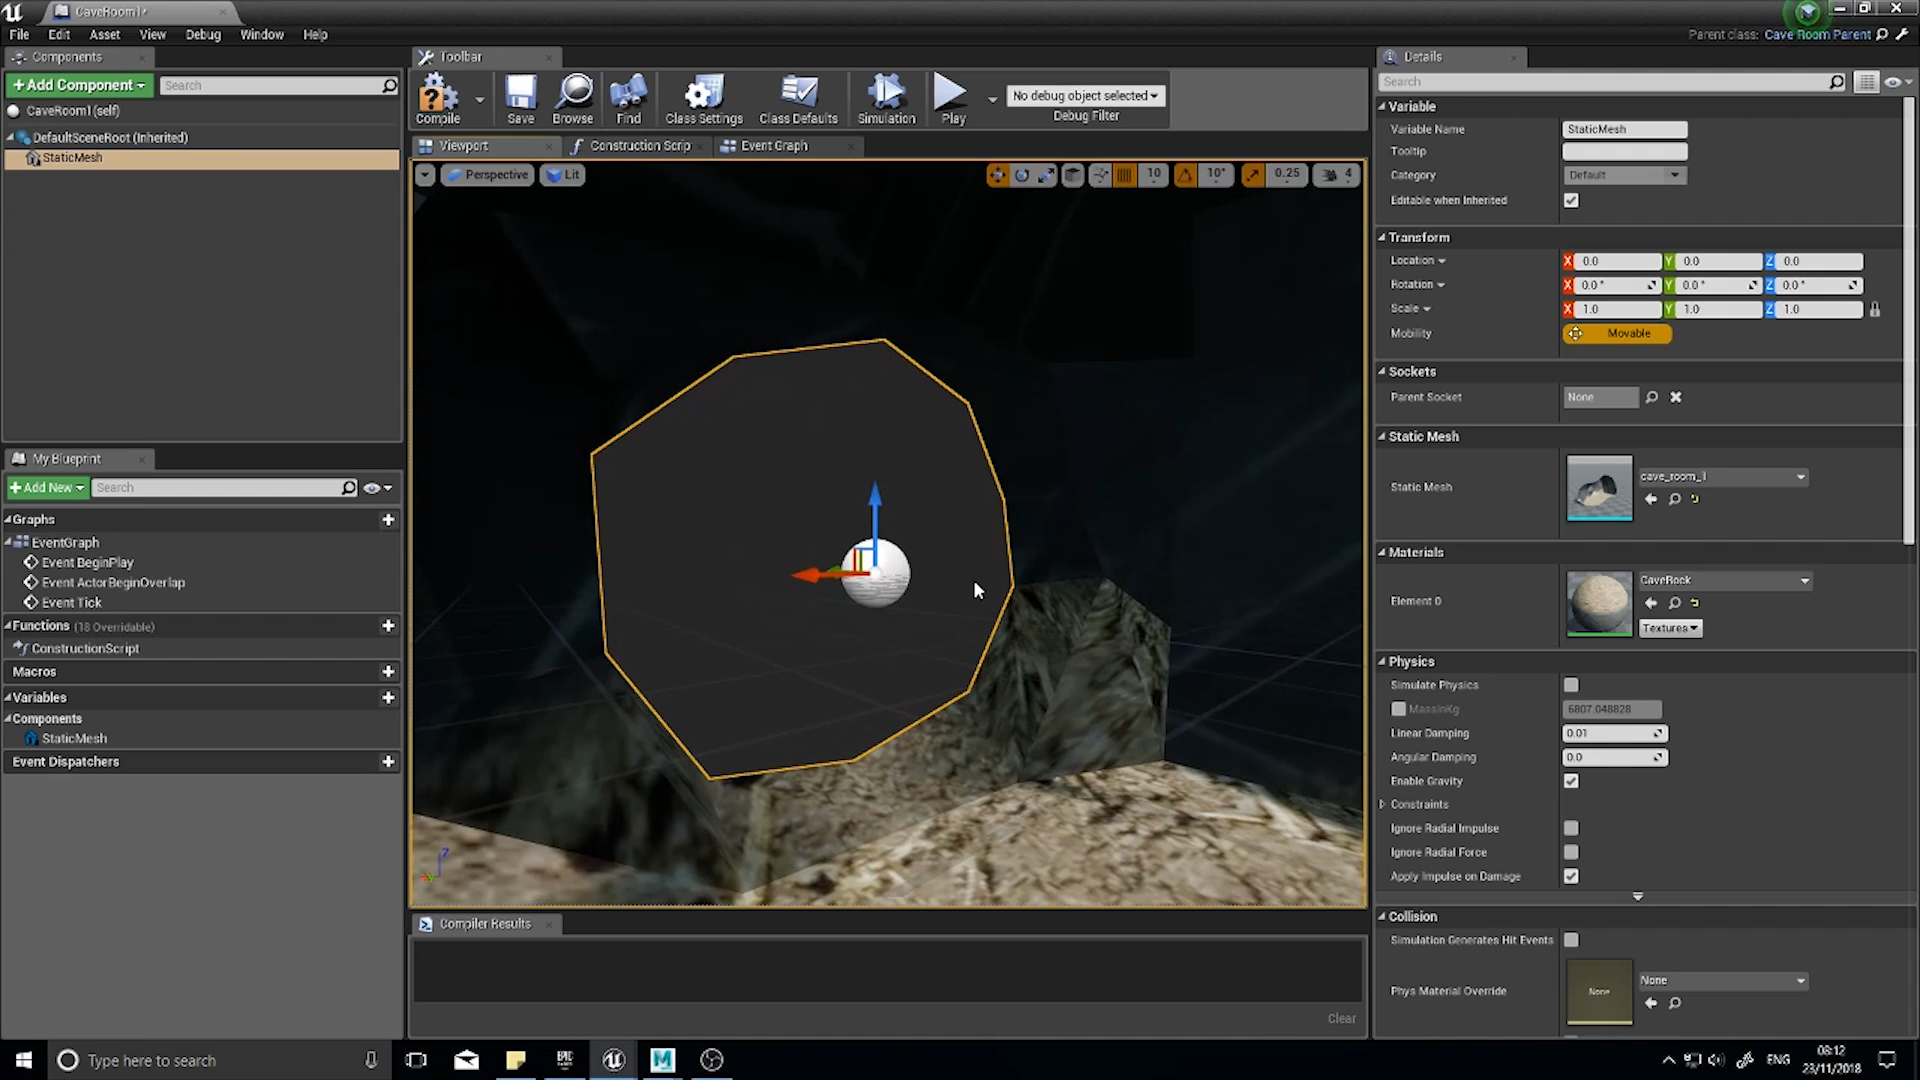 CaveRoom1*
File Edit Asset View Debug Window Help
Parent class: Cave Room Parent
Components
+Add Component
Search
CaveRoom1(self)
DefaultSceneRoot (Inherited)
StaticMesh
My Blueprint
+Add New
Search
Graphs
EventGraph
Event BeginPlay
Event ActorBeginOverlap
Event Tick
Functions (18 Overridable)
ConstructionScript
Macros
Variables
Components
StaticMesh
Event Dispatchers
Toolbar
Compile
Save
Browse
Find
Class Settings
Class Defaults
Simulation
Play
No debug object selected
Debug Filter
Viewport
Construction Scrip
Event Graph
Perspective
Lit
10
10°
0.25
4
Z
Compiler Results
Clear
Details
Search
Variable
Variable Name StaticMesh
Tooltip
Category Default
Editable when Inherited
Transform
Location X 0.0 Y 0.0 Z 0.0
Rotation X 0.0° Y 0.0° Z 0.0°
Scale X 1.0 Y 1.0 Z 1.0
Mobility Movable
Sockets
Parent Socket None
Static Mesh
Static Mesh cave_room_1
Materials
Element 0 CaveRock
Textures
Physics
Simulate Physics
MassInKg 6807.048828
Linear Damping 0.01
Angular Damping 0.0
Enable Gravity
Constraints
Ignore Radial Impulse
Ignore Radial Force
Apply Impulse on Damage
Collision
Simulation Generates Hit Events
Phys Material Override None None
Type here to search
EPIC
M
ENG
08:12
23/11/2018